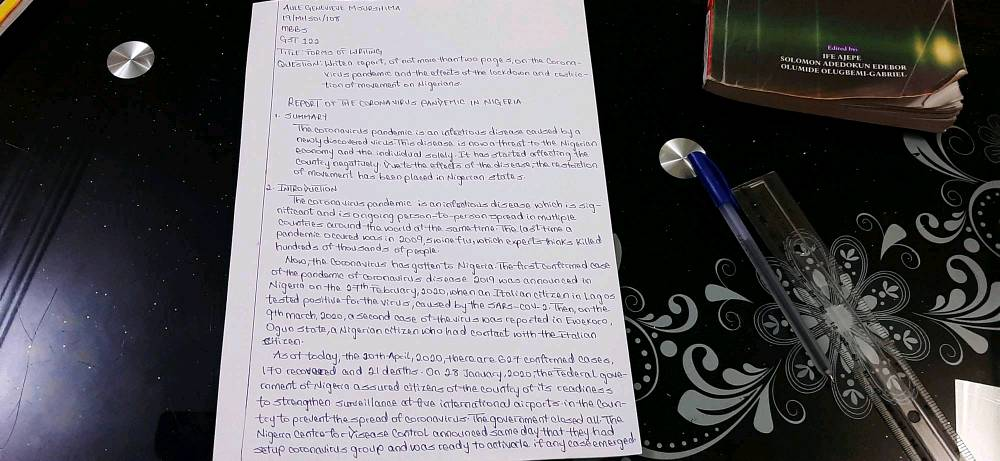 AULE GENEVIEVE MSURSHIMA
19/MHS01/108
MBBS
GST 122
TITLE: FORMS OF WRITING
QUESTION: Write a report, of not more than two pages, on the Corona-
virus pandemic and the effects of the lockdown and restric-
tion of movement on Nigerians.
REPORT OF THE CORONAVIRUS PANDEMIC IN NIGERIA
1. SUMMARY
The coronavirus pandemic is an infectious disease caused by a
newly discovered virus. This disease is now a threat to the Nigerian
economy and the individual solely. It has started affecting the
country negatively. Due to the effects of the disease, the restriction
of movement has been placed in Nigerian states.
2. INTRODUCTION
The coronavirus pandemic is an infectious disease which is sig-
nificant and is ongoing person-to-person spread in multiple
countries around the world at the same time. The last time a
pandemic occured was in 2009, swine flu, which experts thinks killed
hundreds of thousands of people.
Now, the Coronavirus has gotten to Nigeria. The first confirmed case
of the pandemic of coronavirus disease 2019 was announced in
Nigeria on the 27th February, 2020, when an Italian citizen in Lagos
tested positive for the virus, caused by the SARS-COV-2. Then, on the
9th march, 2020, a second case of the virus was reported in Ewekoro,
Ogun state, a Nigerian citizen who had contact with the Italian
citizen.
As of today, the 20th April, 2020, there are 627 confirmed cases,
170 recovered and 21 deaths. On 28 January, 2020, the Federal gove-
rnment of Nigeria assured citizens of the country of its readiness
to strengthen surveillance at five international airports in the coun-
try to prevent the spread of coronavirus. The government closed all. The
Nigeria Centre for Disease Control announced same day that they had
setup coronavirus group and was ready to activate if any case emerged
Edited by:
IFE AJEPE
SOLOMON ADEDOKUN EDEBOR
OLUMIDE OLUGBEMI-GABRIEL